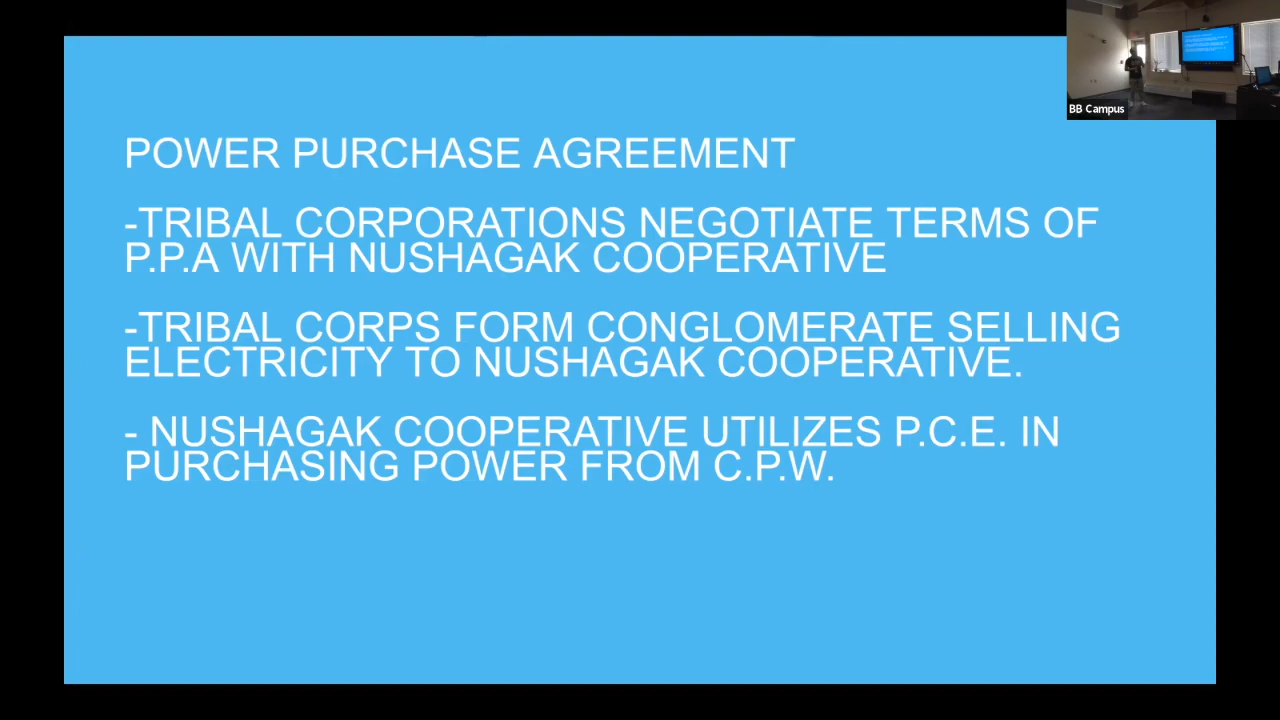 POWER PURCHASE AGREEMENT
-TRIBAL CORPORATIONS NEGOTIATE TERMS OF
P.P.A WITH NUSHAGAK COOPERATIVE
-TRIBAL CORPS FORM CONGLOMERATE SELLING
ELECTRICITY TO NUSHAGAK COOPERATIVE.
- NUSHAGAK COOPERATIVE UTILIZES P.C.E. IN
PURCHASING POWER FROM C.P.W.
BB Campus